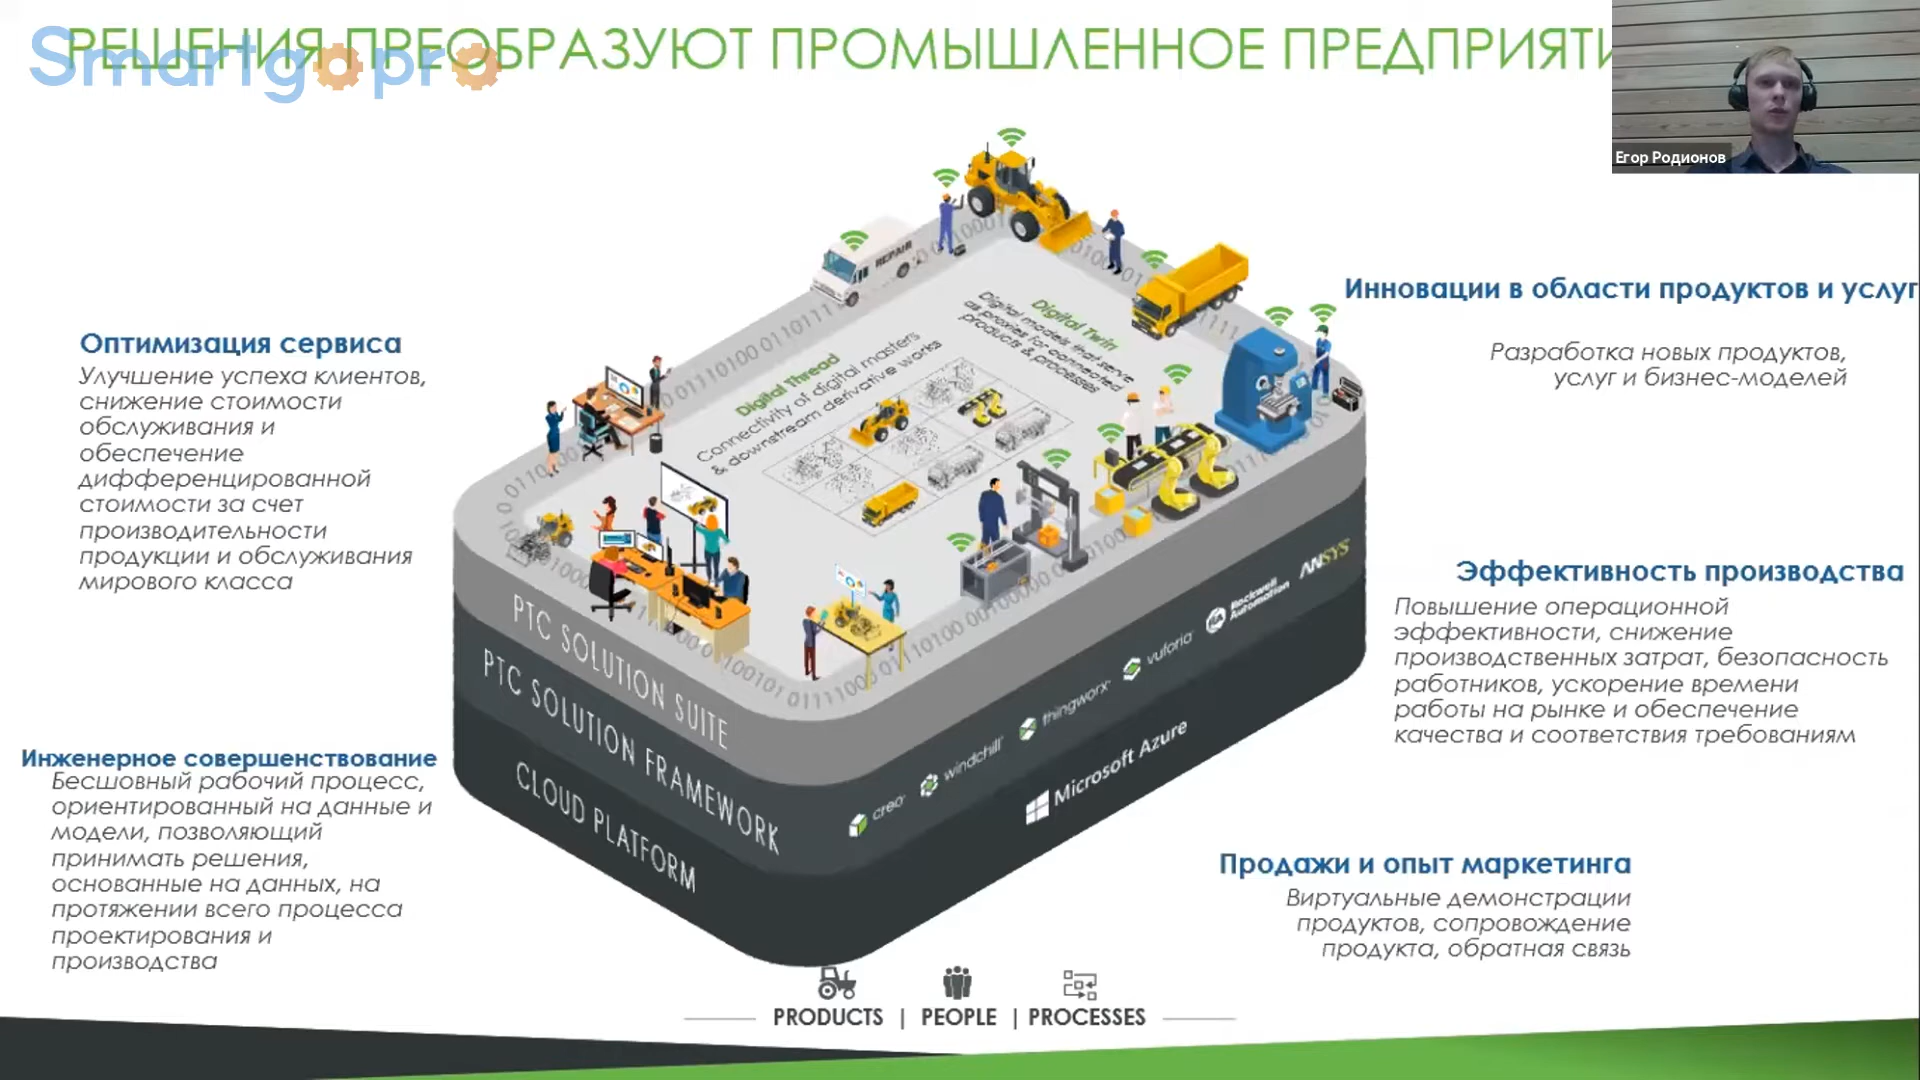 РЕШЕНИЯ ПРЕОБРАЗУЮТ ПРОМЫШЛЕННОЕ ПРЕДПРИЯТИ
Smartgopro
Егор Родионов
Оптимизация сервиса
Улучшение успеха клиентов,
снижение стоимости
обслуживания и
обеспечение
дифференцированной
стоимости за счет
производительности
продукции и обслуживания
мирового класса
Инженерное совершенствование
Бесшовный рабочий процесс,
ориентированный на данные и
модели, позволяющий
принимать решения,
основанные на данных, на
протяжении всего процесса
проектирования и
производства
REPAIR
Digital Thread
Connectivity of digital masters
& downstream derivative works
Digital Twin
Digital models that serve
as proxies for connected
products & processes
PTC SOLUTION SUITE
PTC SOLUTION FRAMEWORK
CLOUD PLATFORM
creo
windchill
thingworx
vuforia
Rockwell
Automation
ANSYS
Microsoft Azure
Инновации в области продуктов и услуг
Разработка новых продуктов,
услуг и бизнес-моделей
Эффективность производства
Повышение операционной
эффективности, снижение
производственных затрат, безопасность
работников, ускорение времени
работы на рынке и обеспечение
качества и соответствия требованиям
Продажи и опыт маркетинга
Виртуальные демонстрации
продуктов, сопровождение
продукта, обратная связь
PRODUCTS | PEOPLE | PROCESSES